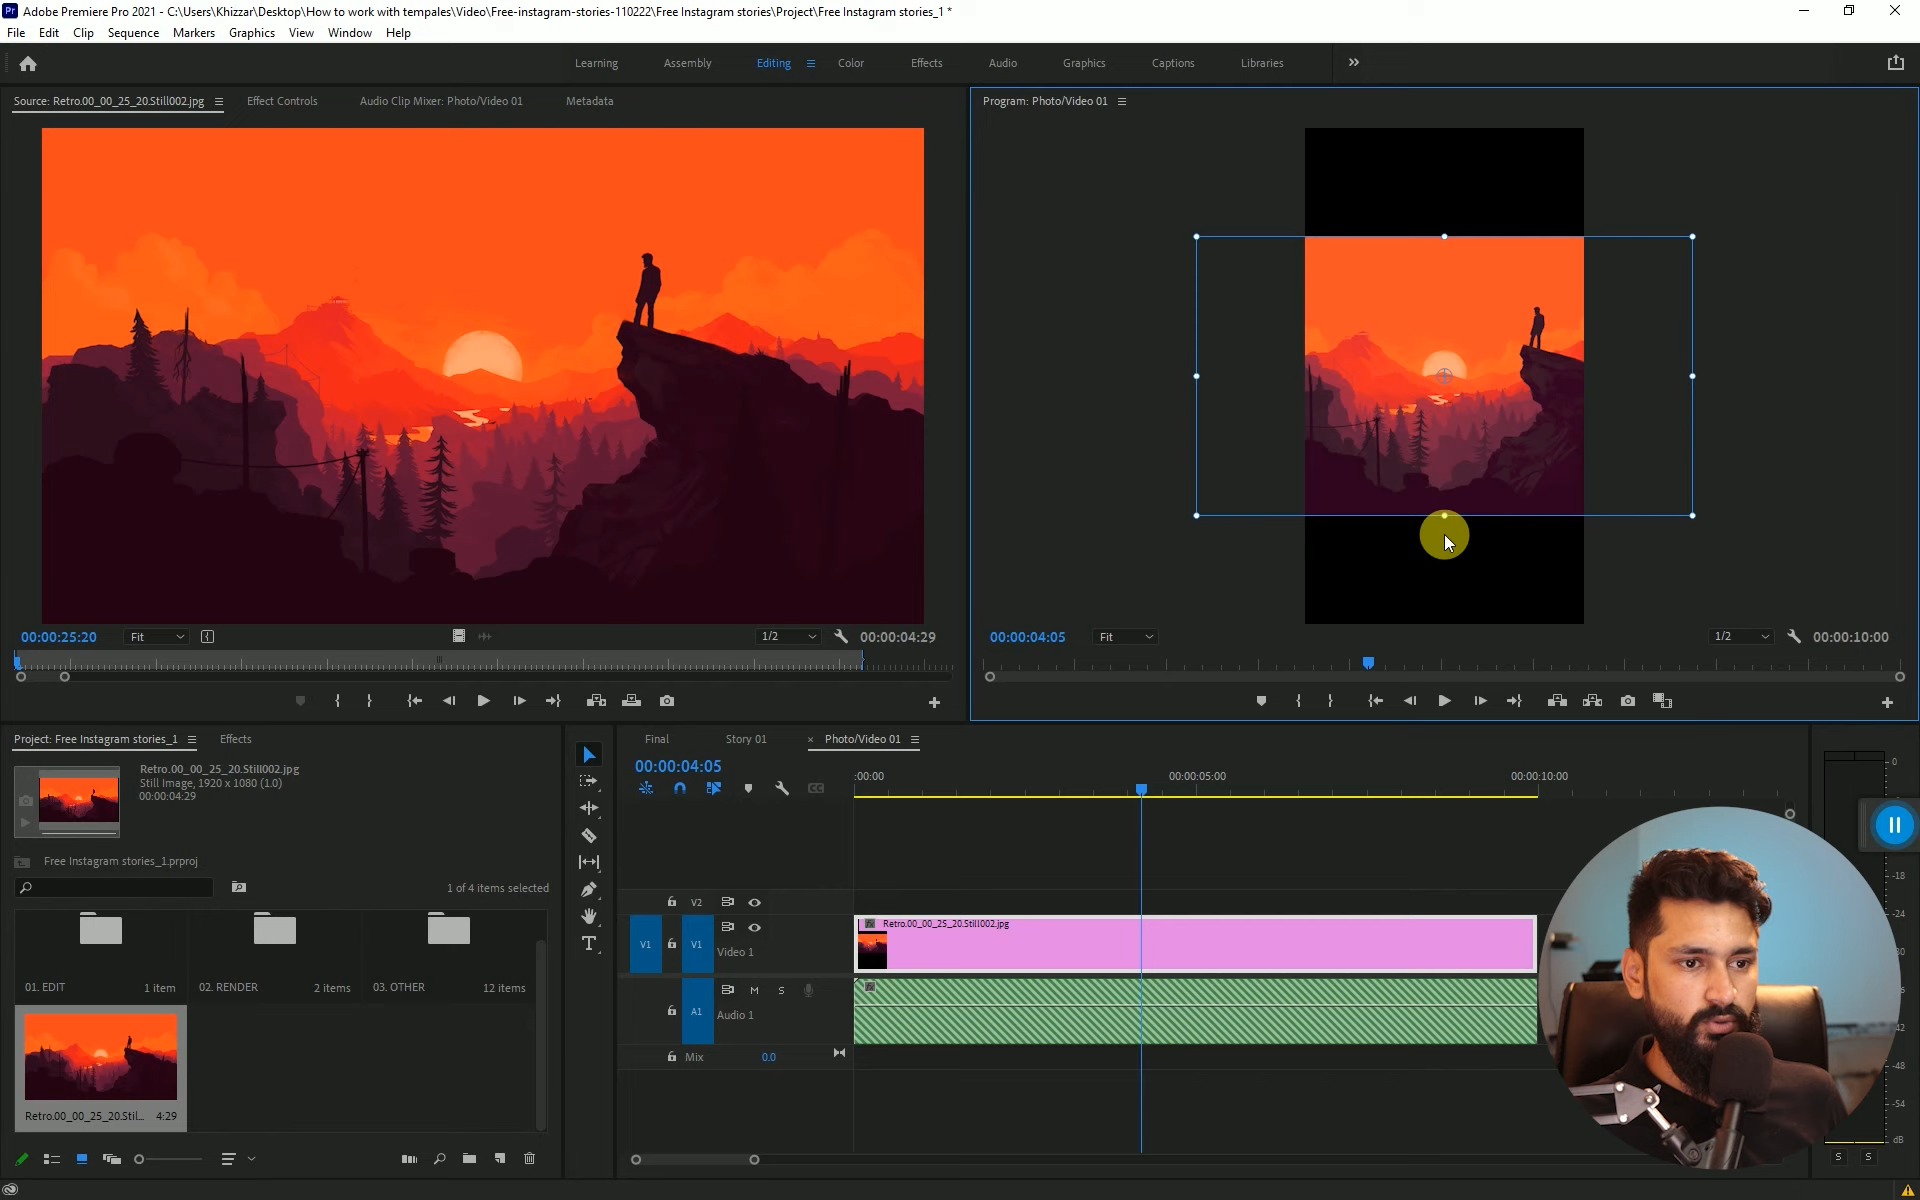 Pr Adobe Premiere Pro 2021 - C:\Users\Khizzar\Desktop\How to work with tempales\Video\Free-instagram-stories-110222\Free Instagram stories\Project\Free Instagram stories_1 *
File Edit Clip Sequence Markers Graphics View Window Help
Learning Assembly Editing Color Effects Audio Graphics Captions Libraries
Source: Retro.00_00_25_20.Still002.jpg Effect Controls Audio Clip Mixer: Photo/Video 01 Metadata
Program: Photo/Video 01
00:00:25:20 Fit 1/2 00:00:04:29
00:00:04:05 Fit 1/2 00:00:10:00
Project: Free Instagram stories_1 Effects
Retro.00_00_25_20.Still002.jpg
Still Image, 1920 x 1080 (1.0)
00:00:04:29
Free Instagram stories_1.prproj
1 of 4 items selected
01. EDIT 1 item
02. RENDER 2 items
03. OTHER 12 items
Retro.00_00_25_20.Stil... 4:29
Final Story 01 × Photo/Video 01
00:00:04:05
:00:00 00:00:05:00 00:00:10:00
V2
V1 V1 Video 1
Retro.00_00_25_20.Still002.jpg
A1 M S Audio 1
Mix 0.0
0
-18
-24
-48
-54
dB
S S